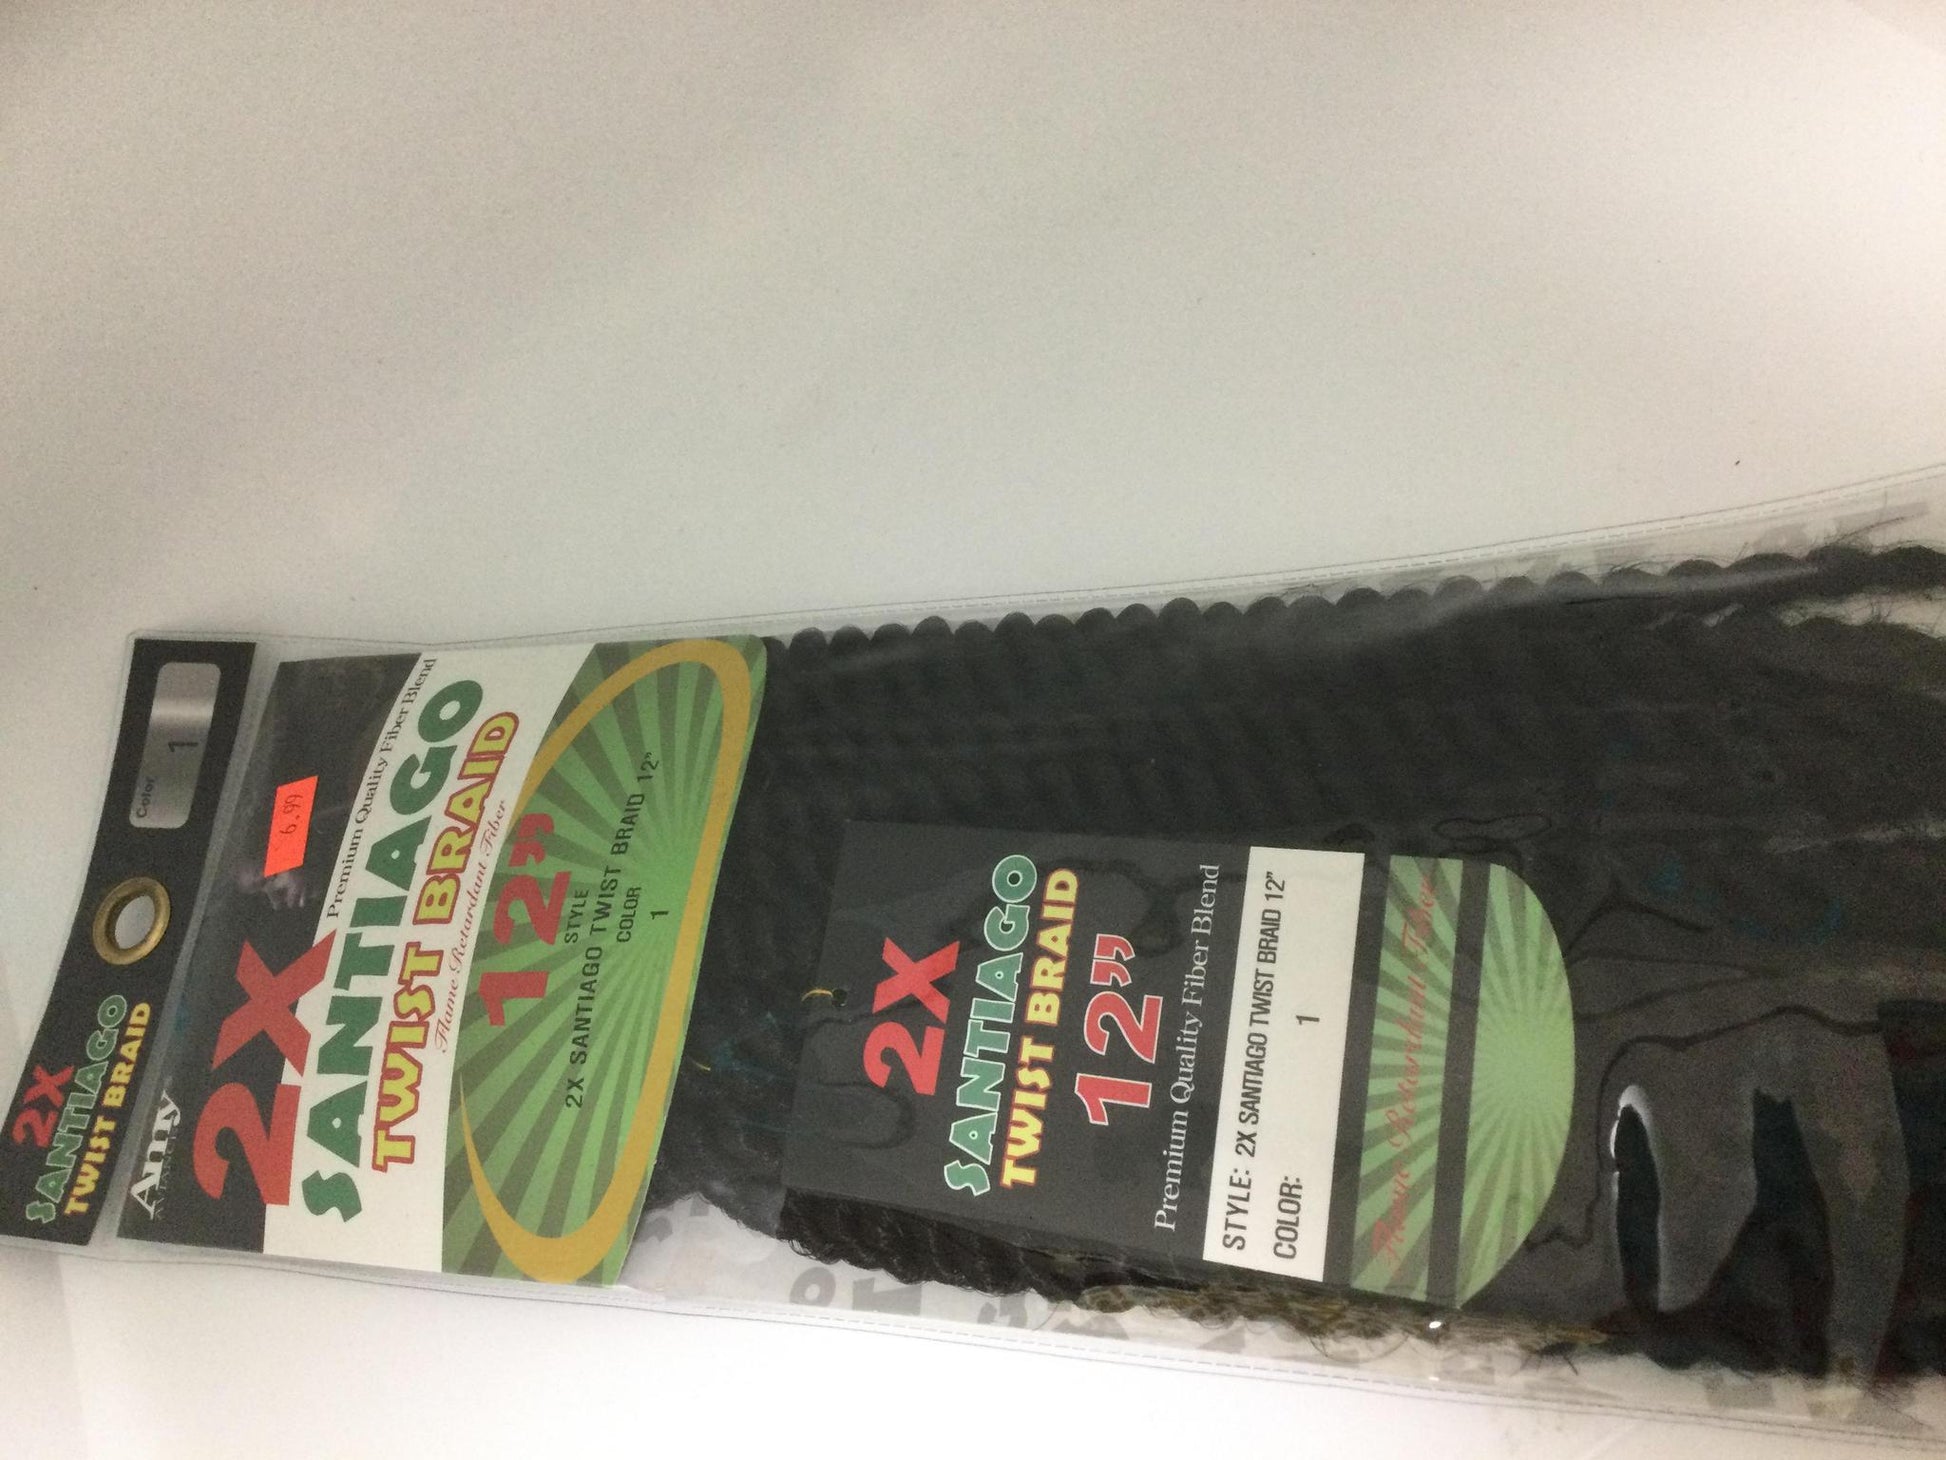 2X
SANTIAGO
TWIST BRAID
Color
1
Amy
6.99
2X
Premium Quality Fiber Blend
SANTIAGO
TWIST BRAID
Flame Retardant Fiber
12”
STYLE
2X SANTIAGO TWIST BRAID 12”
COLOR
1
2X
SANTIAGO
TWIST BRAID
12”
Premium Quality Fiber Blend
STYLE: 2X SANTIAGO TWIST BRAID 12”
COLOR: 1
Flame Retardant Fiber